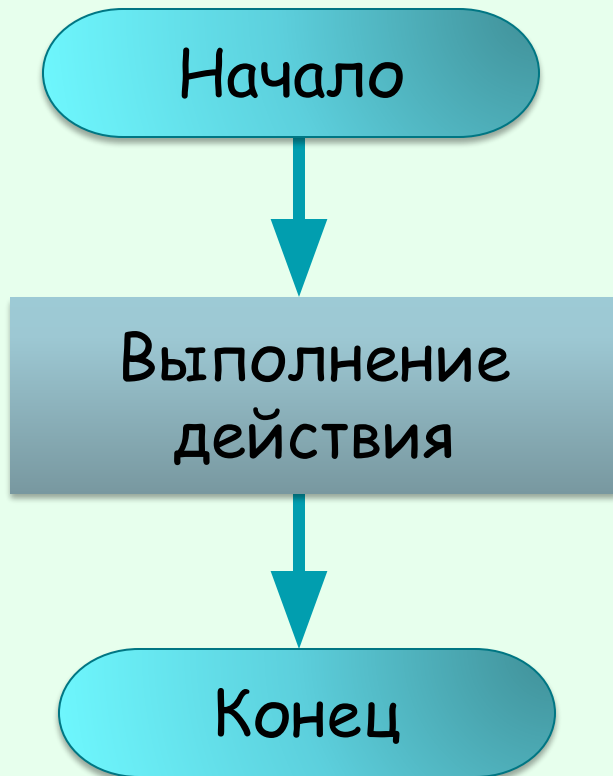 Начало
Выполнение
действия
Конец